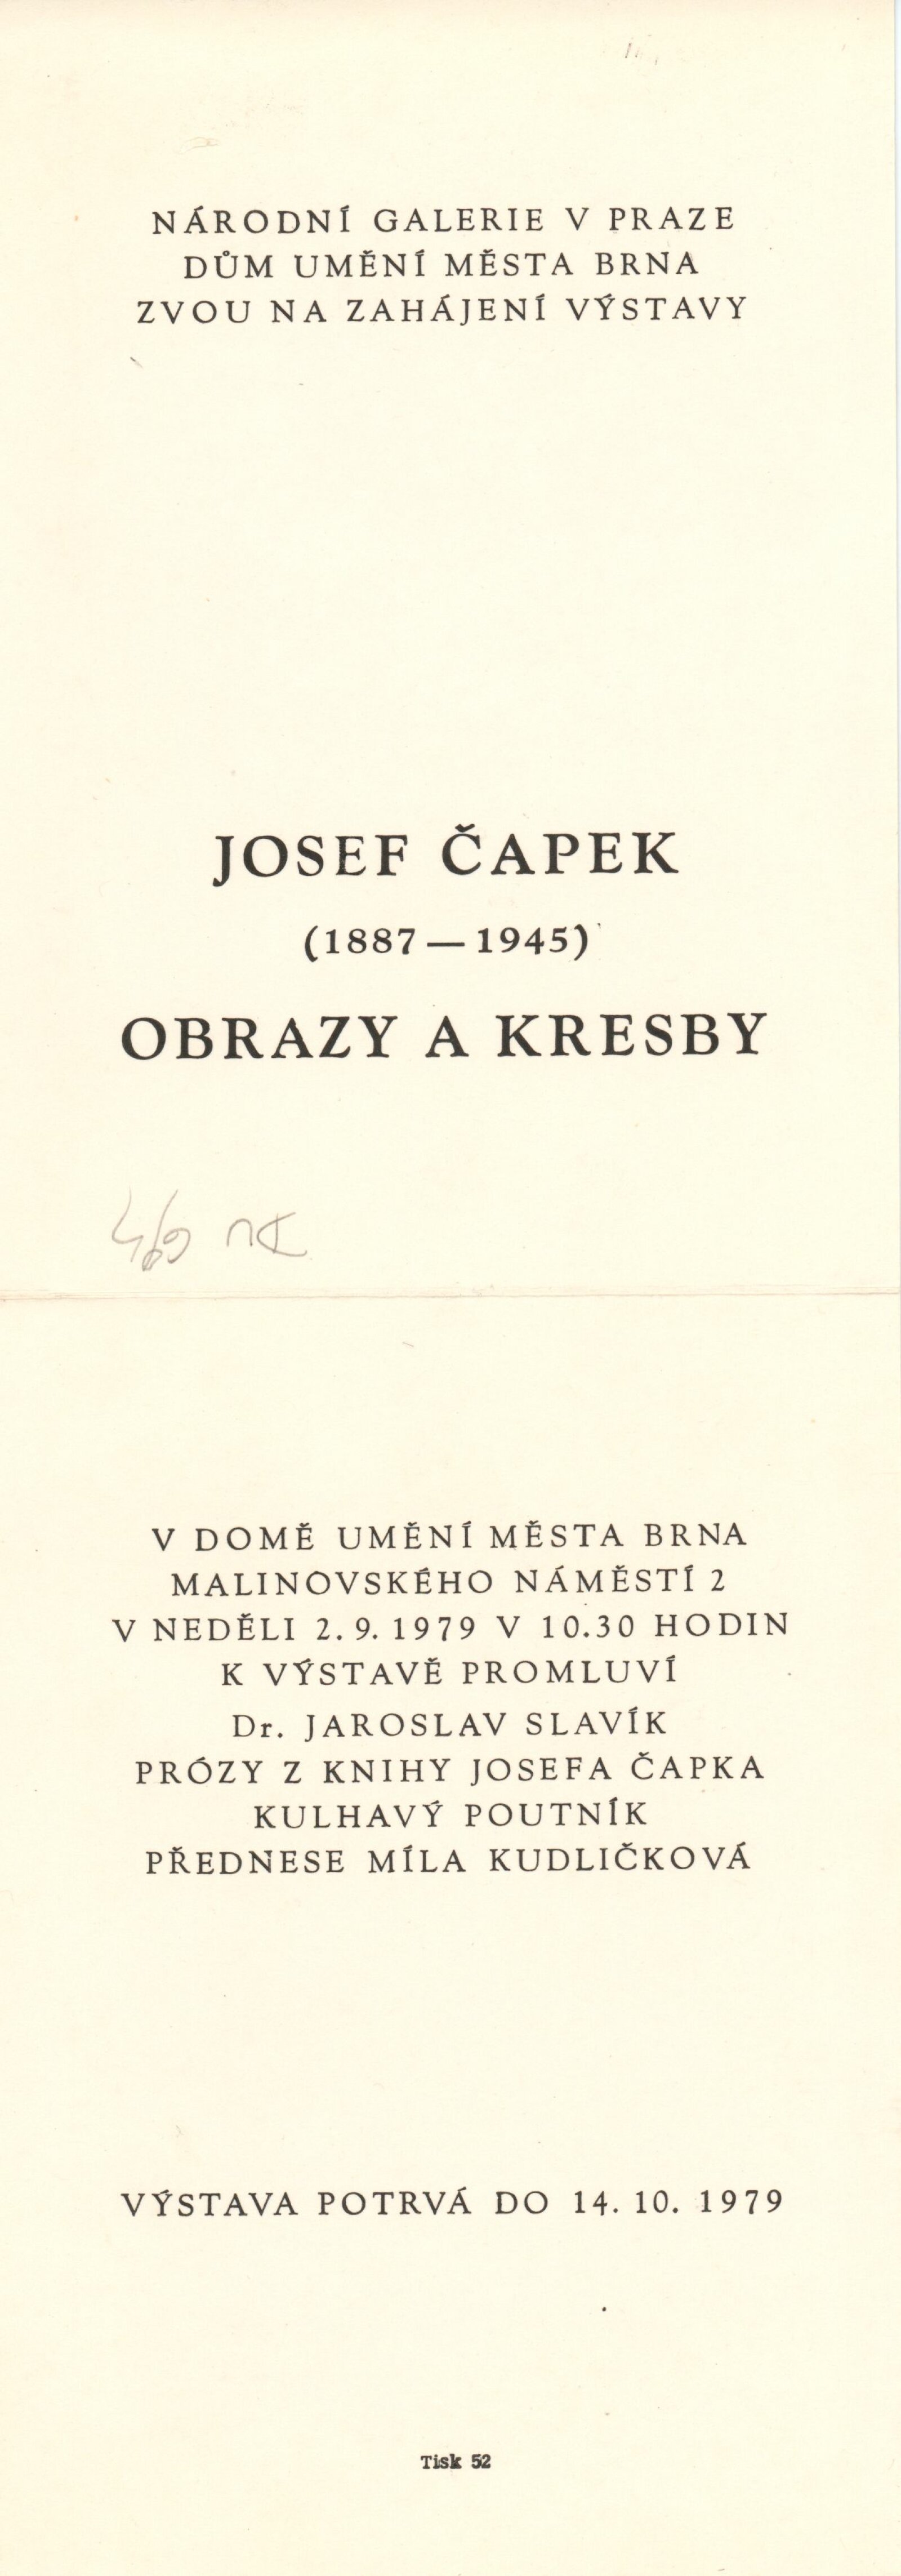 NÁRODNÍ GALERIE V PRAZE
DŮM UMĚNÍ MĚSTA BRNA
ZVOU NA ZAHÁJENÍ VÝSTAVY
JOSEF ČAPEK
(1887 — 1945)
OBRAZY A KRESBY
V DOMĚ UMĚNÍ MĚSTA BRNA
MALINOVSKÉHO NÁMĚSTÍ 2
V NEDĚLI 2. 9. 1979 V 10.30 HODIN
K VÝSTAVĚ PROMLUVÍ
Dr. JAROSLAV SLAVÍK
PRÓZY Z KNIHY JOSEFA ČAPKA
KULHAVÝ POUTNÍK
PŘEDNESE MÍLA KUDLIČKOVÁ
VÝSTAVA POTRVÁ DO 14. 10. 1979
Tisk 52